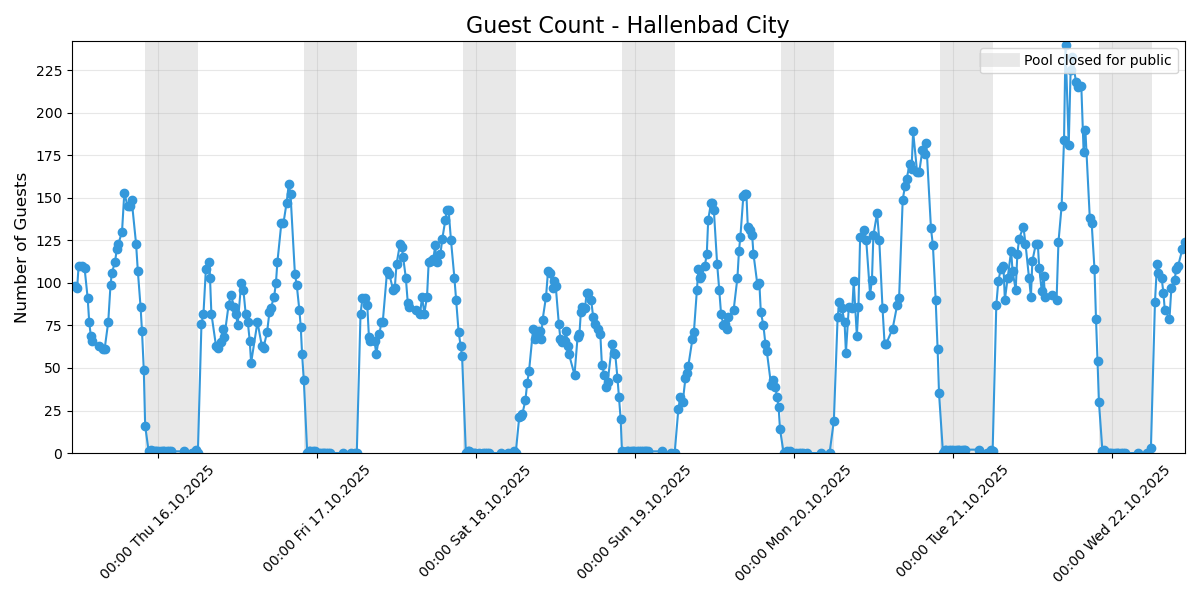 Guest Count - Hallenbad City
Pool closed for public
Number of Guests
225
200
175
150
125
100
75
50
25
0
00:00 Thu 16.10.2025
00:00 Fri 17.10.2025
00:00 Sat 18.10.2025
00:00 Sun 19.10.2025
00:00 Mon 20.10.2025
00:00 Tue 21.10.2025
00:00 Wed 22.10.2025